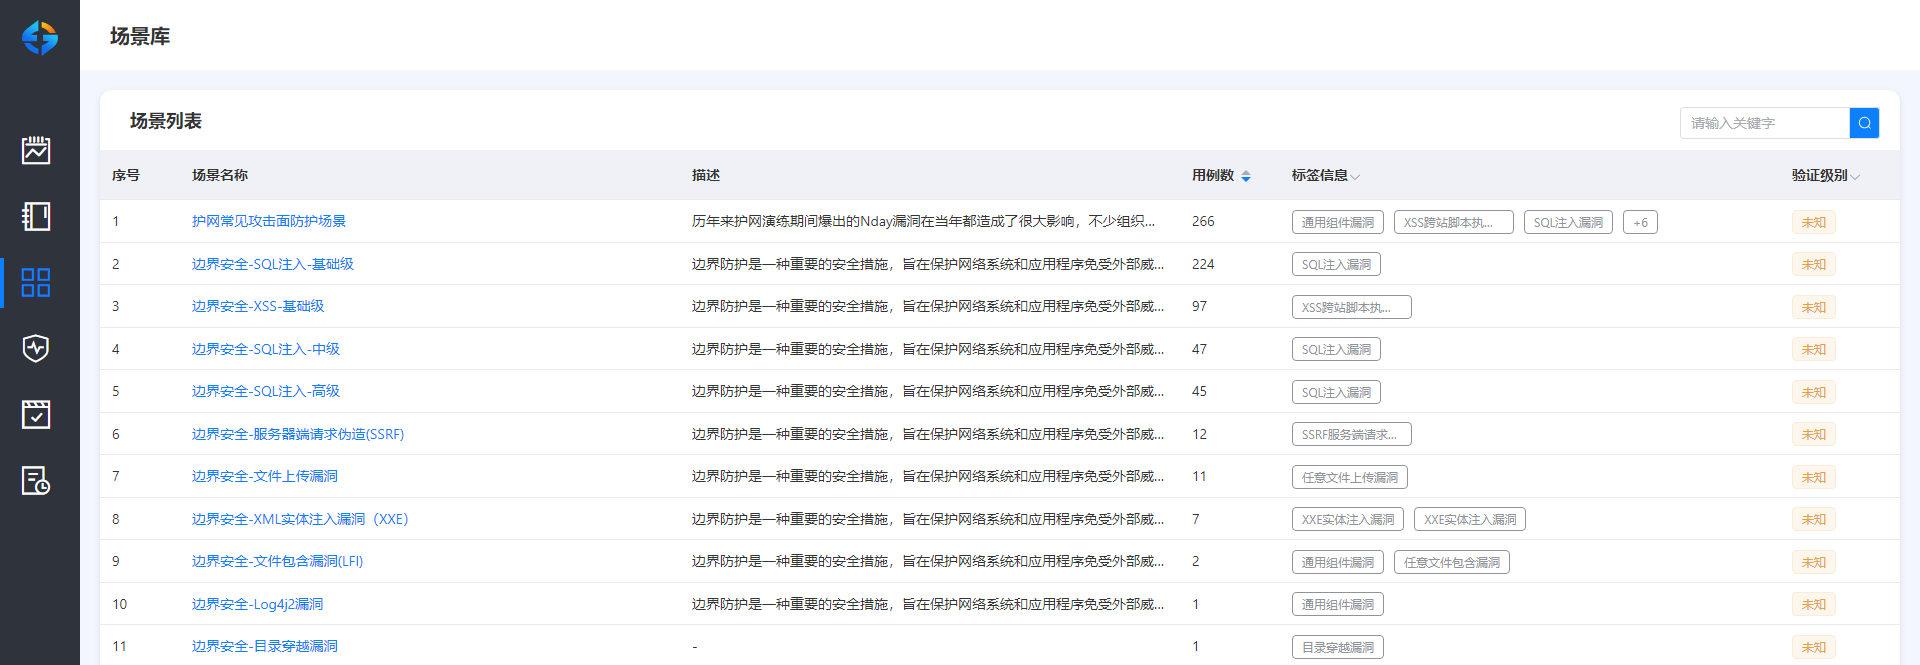 场景库
场景列表
请输入关键字
序号 场景名称 描述 用例数 标签信息 验证级别
1 护网常见攻击面防护场景 历年来护网演练期间爆出的Nday漏洞在当年都造成了很大影响，不少组织... 266 通用组件漏洞 XSS跨站脚本执... SQL注入漏洞 +6 未知
2 边界安全-SQL注入-基础级 边界防护是一种重要的安全措施，旨在保护网络系统和应用程序免受外部威... 224 SQL注入漏洞 未知
3 边界安全-XSS-基础级 边界防护是一种重要的安全措施，旨在保护网络系统和应用程序免受外部威... 97 XSS跨站脚本执... 未知
4 边界安全-SQL注入-中级 边界防护是一种重要的安全措施，旨在保护网络系统和应用程序免受外部威... 47 SQL注入漏洞 未知
5 边界安全-SQL注入-高级 边界防护是一种重要的安全措施，旨在保护网络系统和应用程序免受外部威... 45 SQL注入漏洞 未知
6 边界安全-服务器端请求伪造(SSRF) 边界防护是一种重要的安全措施，旨在保护网络系统和应用程序免受外部威... 12 SSRF服务端请求... 未知
7 边界安全-文件上传漏洞 边界防护是一种重要的安全措施，旨在保护网络系统和应用程序免受外部威... 11 任意文件上传漏洞 未知
8 边界安全-XML实体注入漏洞（XXE） 边界防护是一种重要的安全措施，旨在保护网络系统和应用程序免受外部威... 7 XXE实体注入漏洞 XXE实体注入漏洞 未知
9 边界安全-文件包含漏洞(LFI) 边界防护是一种重要的安全措施，旨在保护网络系统和应用程序免受外部威... 2 通用组件漏洞 任意文件包含漏洞 未知
10 边界安全-Log4j2漏洞 边界防护是一种重要的安全措施，旨在保护网络系统和应用程序免受外部威... 1 通用组件漏洞 未知
11 边界安全-目录穿越漏洞 - 1 目录穿越漏洞 未知